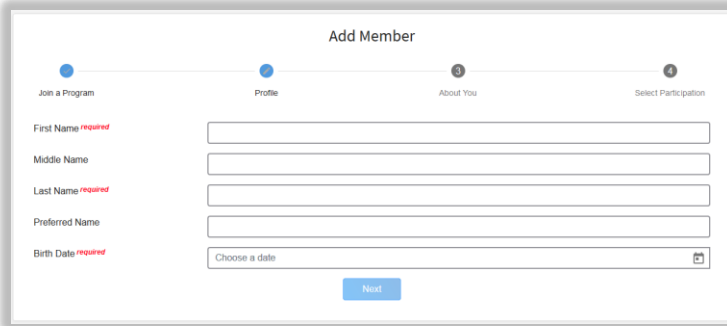 Add Member
3
4
Join a Program
Profile
About You
Select Participation
First Name required
Middle Name
Last Name required
Preferred Name
Birth Date required
Choose a date
Next